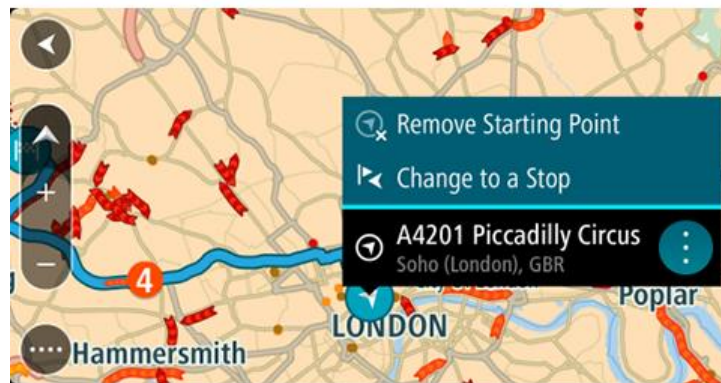 Remove Starting Point
Change to a Stop
A4201 Piccadilly Circus
Soho (London), GBR
4
Poplar
LONDON
Hammersmith